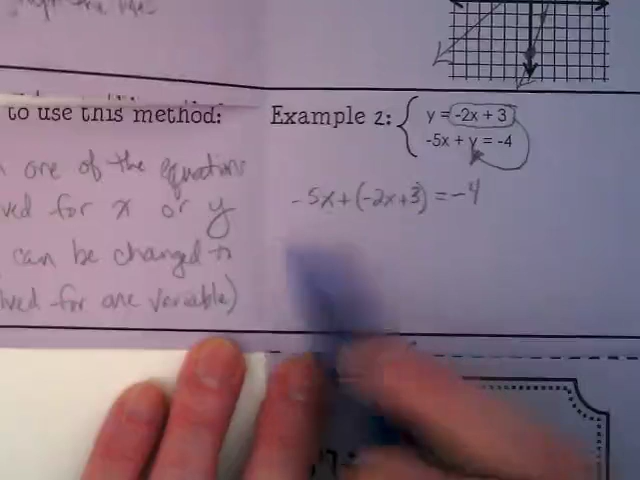 to use this method:
one of the equations
ved for x or y
can be changed to
lved for one variable)
Example 2:
y = -2x + 3
-5x + y = -4
-5x+(-2x+3)=-4